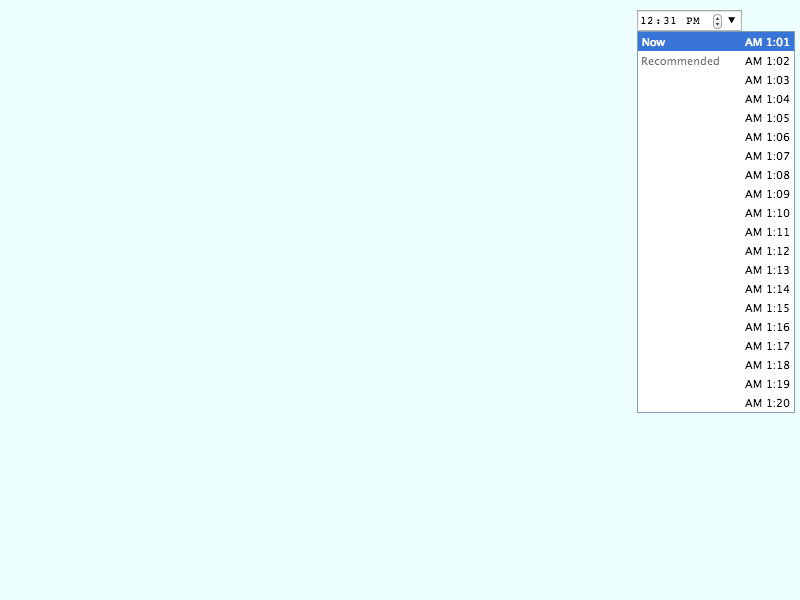 12:31 PM
Now AM 1:01
Recommended AM 1:02
AM 1:03
AM 1:04
AM 1:05
AM 1:06
AM 1:07
AM 1:08
AM 1:09
AM 1:10
AM 1:11
AM 1:12
AM 1:13
AM 1:14
AM 1:15
AM 1:16
AM 1:17
AM 1:18
AM 1:19
AM 1:20